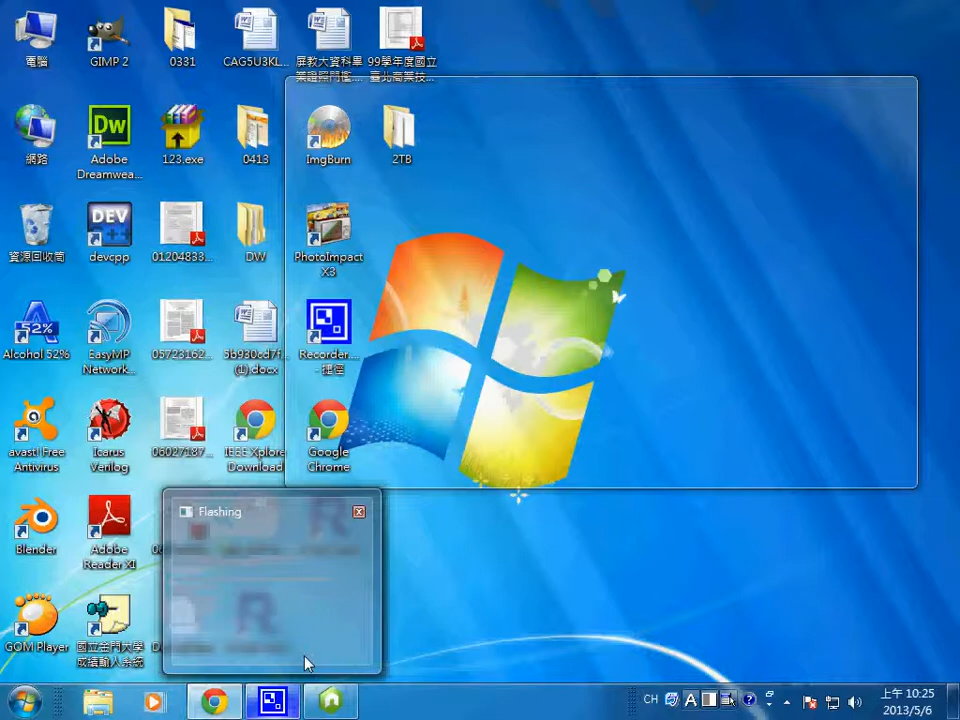 電腦
GIMP 2
0331
CAG5U3KL...
屏教大資科畢
業證照門檻....
99學年度國立
臺北商業技...
網路
Adobe
Dreamwea...
123.exe
0413
ImgBurn
2TB
資源回收筒
devcpp
01204833...
DW
PhotoImpact
X3
Alcohol 52%
EasyMP
Network...
05723162...
5b930cd7f...
(1).docx
Recorder....
- 捷徑
avast! Free
Antivirus
Icarus
Verilog
06027187...
IEEE Xplore
Download
Google
Chrome
Blender
Adobe
Reader XI
Flashing
GOM Player
國立金門大學
成績輸入系統
CH
A
上午 10:25
2013/5/6